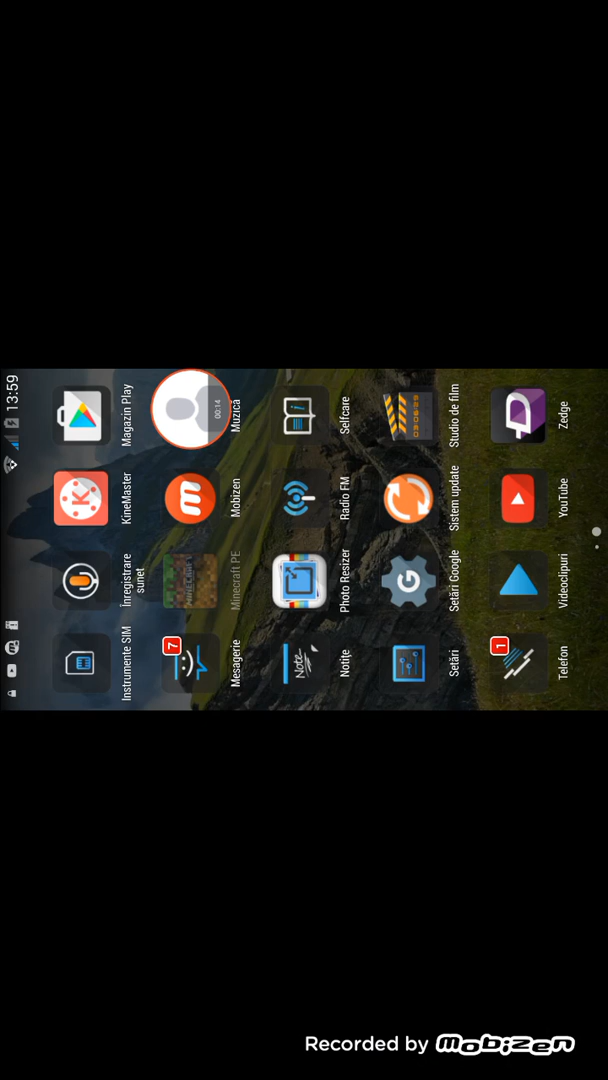 13:59
Instrumente SIM
Înregistrare
sunet
KineMaster
Magazin Play
7
Mesagerie
MINECRAFT
Minecraft PE
Mobizen
00:14
Muzică
Note
Notițe
Photo Resizer
Radio FM
Selfcare
Setări
G
Setări Google
Sistem update
Studio de film
1
Telefon
Videoclipuri
YouTube
Zedge
Recorded by mobizen